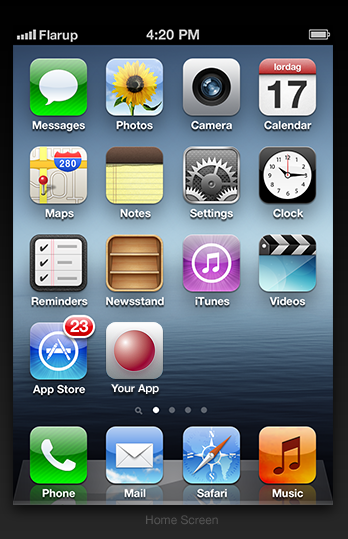 Flarup 4:20 PM
lørdag
17
Messages Photos Camera Calendar
280
Maps Notes Settings Clock
Reminders Newsstand iTunes Videos
23
App Store Your App
Phone Mail Safari Music
Home Screen